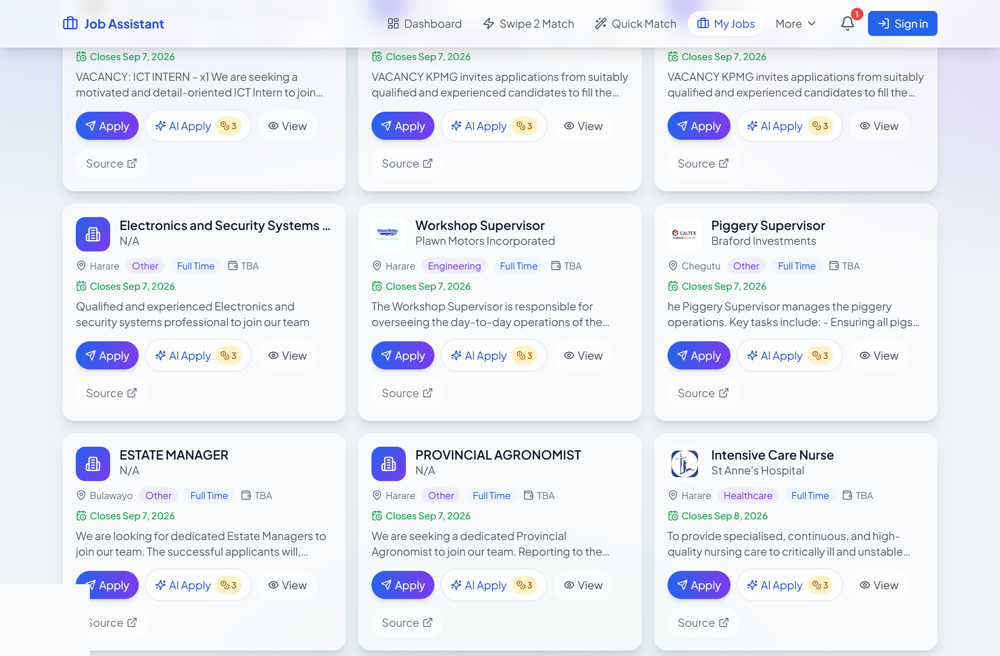 Job Assistant
Dashboard
Swipe 2 Match
Quick Match
My Jobs
More
1
Sign in
Closes Sep 7, 2026
VACANCY: ICT INTERN – x1 We are seeking a
motivated and detail-oriented ICT Intern to join...
Apply
AI Apply 3
View
Source
Closes Sep 7, 2026
VACANCY KPMG invites applications from suitably
qualified and experienced candidates to fill the...
Apply
AI Apply 3
View
Source
Closes Sep 7, 2026
VACANCY KPMG invites applications from suitably
qualified and experienced candidates to fill the...
Apply
AI Apply 3
View
Source
Electronics and Security Systems ...
N/A
Harare Other Full Time TBA
Closes Sep 7, 2026
Qualified and experienced Electronics and
security systems professional to join our team
Apply
AI Apply 3
View
Source
Plawn Motors
Our Brands, Our Pride
Workshop Supervisor
Plawn Motors Incorporated
Harare Engineering Full Time TBA
Closes Sep 7, 2026
The Workshop Supervisor is responsible for
overseeing the day-to-day operations of the...
Apply
AI Apply 3
View
Source
CALTEX
braford lubricants
Piggery Supervisor
Braford Investments
Chegutu Other Full Time TBA
Closes Sep 7, 2026
he Piggery Supervisor manages the piggery
operations. Key tasks include: - Ensuring all pigs...
Apply
AI Apply 3
View
Source
ESTATE MANAGER
N/A
Bulawayo Other Full Time TBA
Closes Sep 7, 2026
We are looking for dedicated Estate Managers to
join our team. The successful applicants will,...
Apply
AI Apply 3
View
Source
PROVINCIAL AGRONOMIST
N/A
Harare Other Full Time TBA
Closes Sep 7, 2026
We are seeking a dedicated Provincial
Agronomist to join our team. Reporting to the...
Apply
AI Apply 3
View
Source
Intensive Care Nurse
St Anne's Hospital
Harare Healthcare Full Time TBA
Closes Sep 8, 2026
To provide specialised, continuous, and high-
quality nursing care to critically ill and unstable...
Apply
AI Apply 3
View
Source